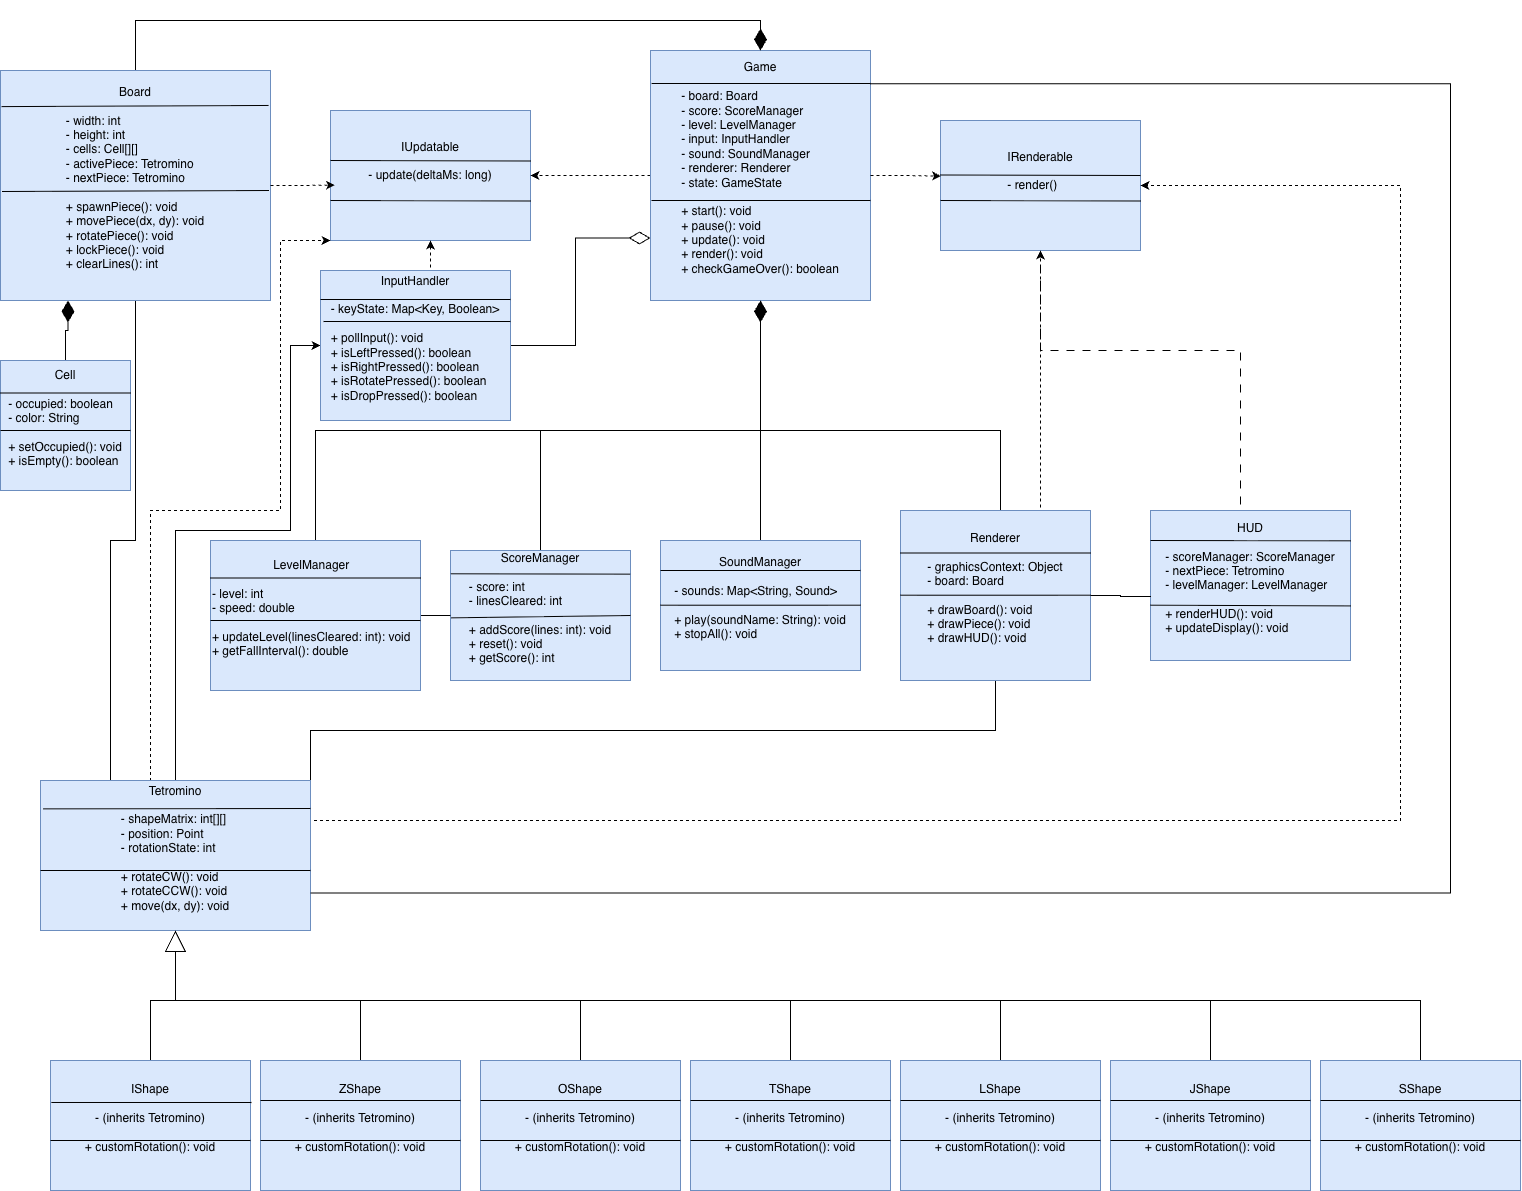 Board
- width: int
- height: int
- cells: Cell[][]
- activePiece: Tetromino
- nextPiece: Tetromino
+ spawnPiece(): void
+ movePiece(dx, dy): void
+ rotatePiece(): void
+ lockPiece(): void
+ clearLines(): int
IUpdatable
- update(deltaMs: long)
Game
- board: Board
- score: ScoreManager
- level: LevelManager
- input: InputHandler
- sound: SoundManager
- renderer: Renderer
- state: GameState
+ start(): void
+ pause(): void
+ update(): void
+ render(): void
+ checkGameOver(): boolean
IRenderable
- render()
InputHandler
- keyState: Map<Key, Boolean>
+ pollInput(): void
+ isLeftPressed(): boolean
+ isRightPressed(): boolean
+ isRotatePressed(): boolean
+ isDropPressed(): boolean
Cell
- occupied: boolean
- color: String
+ setOccupied(): void
+ isEmpty(): boolean
LevelManager
- level: int
- speed: double
+ updateLevel(linesCleared: int): void
+ getFallInterval(): double
ScoreManager
- score: int
- linesCleared: int
+ addScore(lines: int): void
+ reset(): void
+ getScore(): int
SoundManager
- sounds: Map<String, Sound>
+ play(soundName: String): void
+ stopAll(): void
Renderer
- graphicsContext: Object
- board: Board
+ drawBoard(): void
+ drawPiece(): void
+ drawHUD(): void
HUD
- scoreManager: ScoreManager
- nextPiece: Tetromino
- levelManager: LevelManager
+ renderHUD(): void
+ updateDisplay(): void
Tetromino
- shapeMatrix: int[][]
- position: Point
- rotationState: int
+ rotateCW(): void
+ rotateCCW(): void
+ move(dx, dy): void
IShape
- (inherits Tetromino)
+ customRotation(): void
ZShape
- (inherits Tetromino)
+ customRotation(): void
OShape
- (inherits Tetromino)
+ customRotation(): void
TShape
- (inherits Tetromino)
+ customRotation(): void
LShape
- (inherits Tetromino)
+ customRotation(): void
JShape
- (inherits Tetromino)
+ customRotation(): void
SShape
- (inherits Tetromino)
+ customRotation(): void